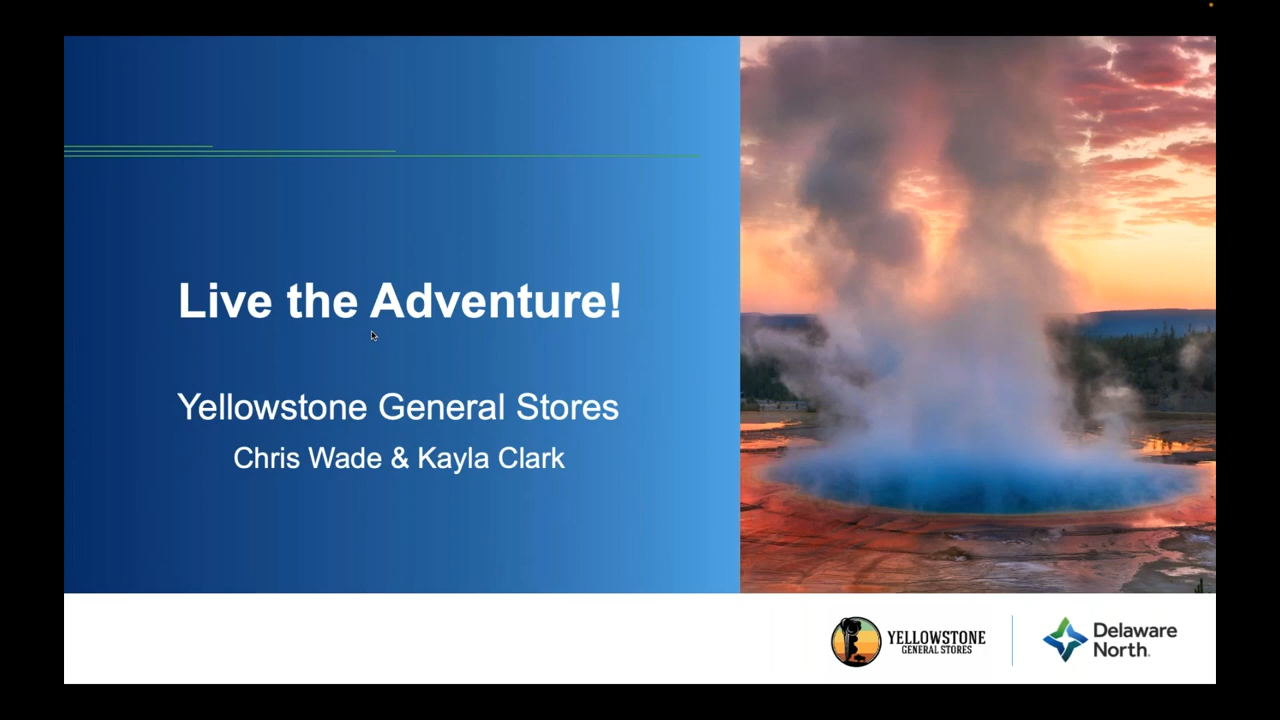 Live the Adventure!
Yellowstone General Stores
Chris Wade & Kayla Clark
YELLOWSTONE
GENERAL STORES
Delaware
North.